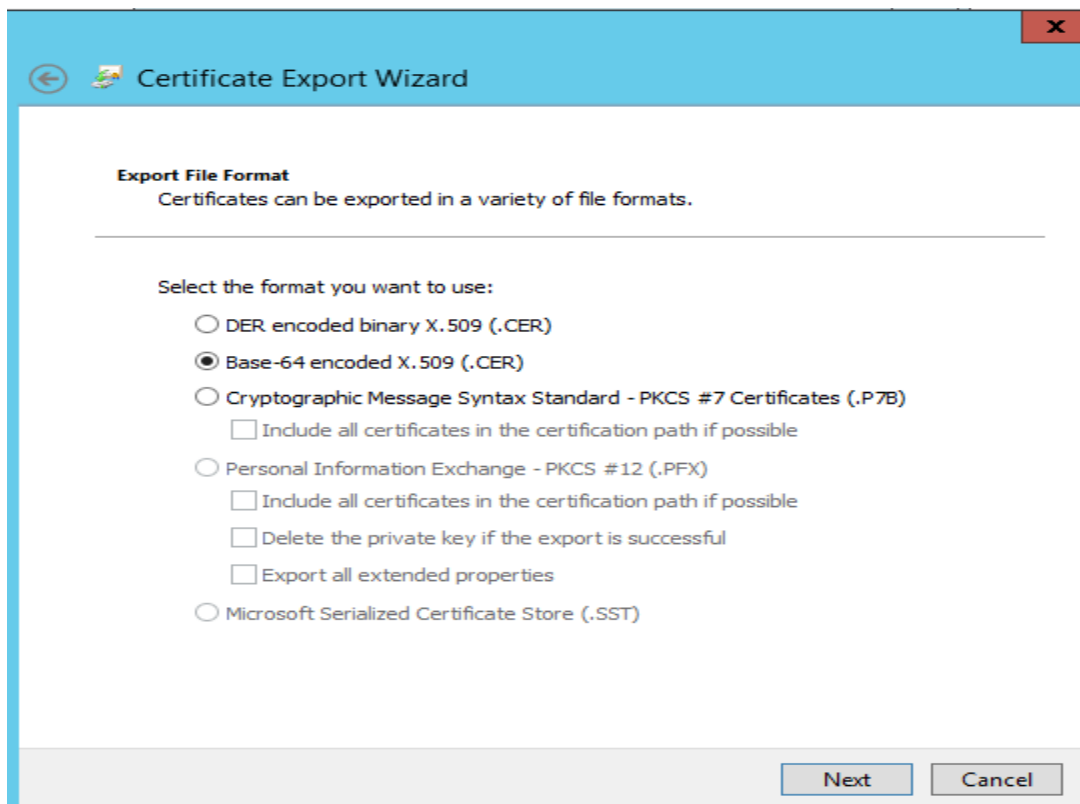 Certificate Export Wizard
Export File Format
Certificates can be exported in a variety of file formats.
Select the format you want to use:
DER encoded binary X.509 (.CER)
Base-64 encoded X.509 (.CER)
Cryptographic Message Syntax Standard - PKCS #7 Certificates (.P7B)
Include all certificates in the certification path if possible
Personal Information Exchange - PKCS #12 (.PFX)
Include all certificates in the certification path if possible
Delete the private key if the export is successful
Export all extended properties
Microsoft Serialized Certificate Store (.SST)
Next Cancel